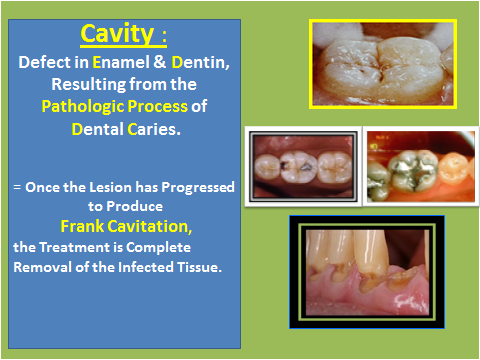 Cavity :
Defect in Enamel & Dentin,
Resulting from the
Pathologic Process of
Dental Caries.
= Once the Lesion has Progressed
to Produce
Frank Cavitation,
the Treatment is Complete
Removal of the Infected Tissue.